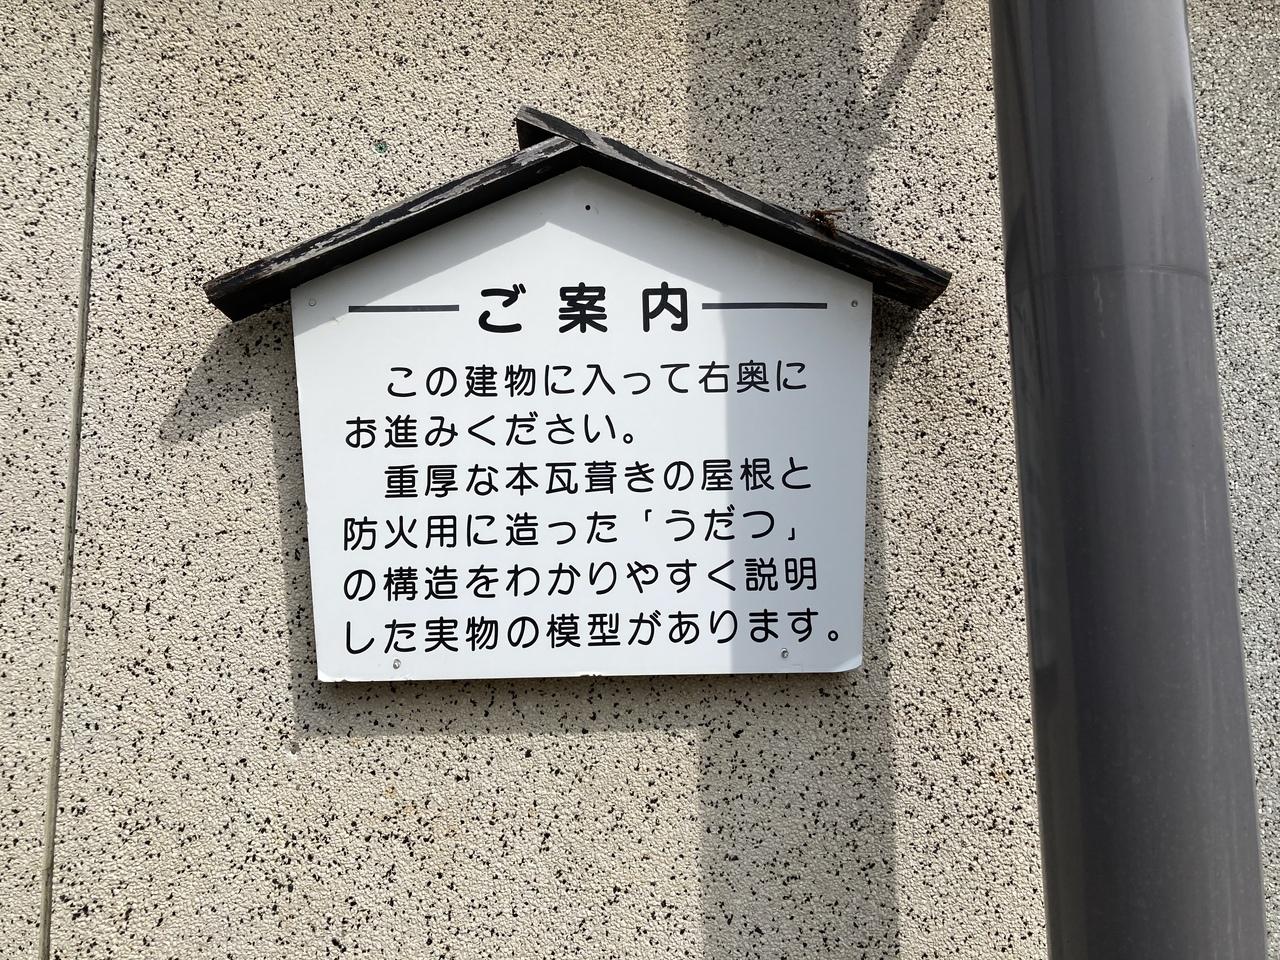 ご案内
この建物に入って右奥に
お進みください。
重厚な本瓦葺きの屋根と
防火用に造った「うだつ」
の構造をわかりやすく説明
した実物の模型があります。